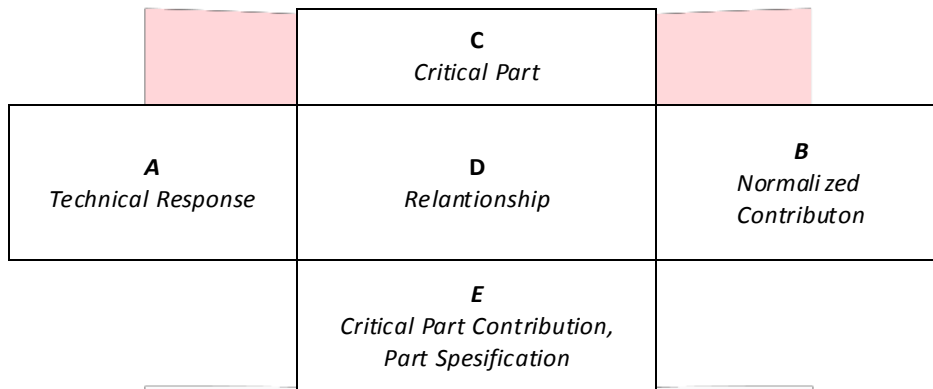 C
Critical Part
A
Technical Response
D
Relantionship
B
Normalized
Contributon
E
Critical Part Contribution,
Part Spesification